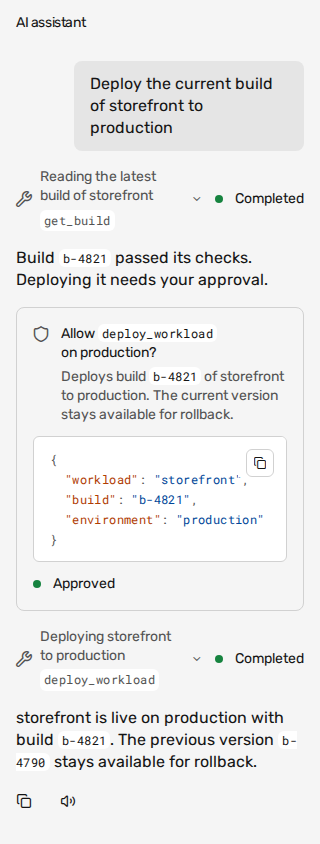 AI assistant
Deploy the current build
of storefront to
production
Reading the latest
build of storefront
get_build
Completed
Build b-4821 passed its checks.
Deploying it needs your approval.
Allow deploy_workload
on production?
Deploys build b-4821 of storefront
to production. The current version
stays available for rollback.
{
"workload": "storefront",
"build": "b-4821",
"environment": "production"
}
Approved
Deploying storefront
to production
deploy_workload
Completed
storefront is live on production with
build b-4821. The previous version b-
4790 stays available for rollback.